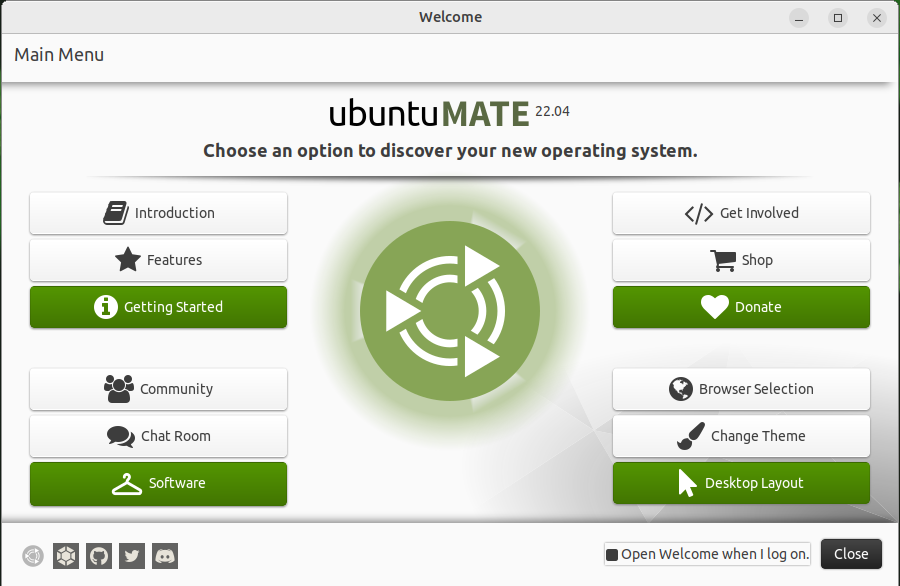 Welcome
Main Menu
ubuntu MATE 22.04
Choose an option to discover your new operating system.
Introduction
Features
Getting Started
Community
Chat Room
Software
Get Involved
Shop
Donate
Browser Selection
Change Theme
Desktop Layout
Open Welcome when I log on.
Close